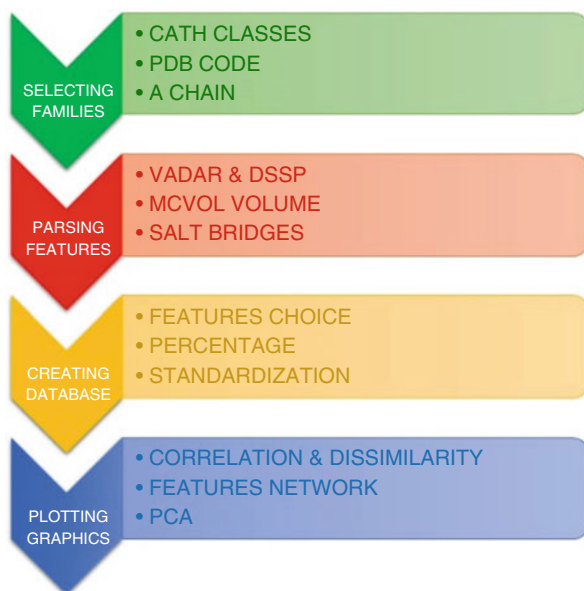 SELECTING
FAMILIES
• CATH CLASSES
• PDB CODE
• A CHAIN
PARSING
FEATURES
• VADAR & DSSP
• MCVOL VOLUME
• SALT BRIDGES
CREATING
DATABASE
• FEATURES CHOICE
• PERCENTAGE
• STANDARDIZATION
PLOTTING
GRAPHICS
• CORRELATION & DISSIMILARITY
• FEATURES NETWORK
• PCA